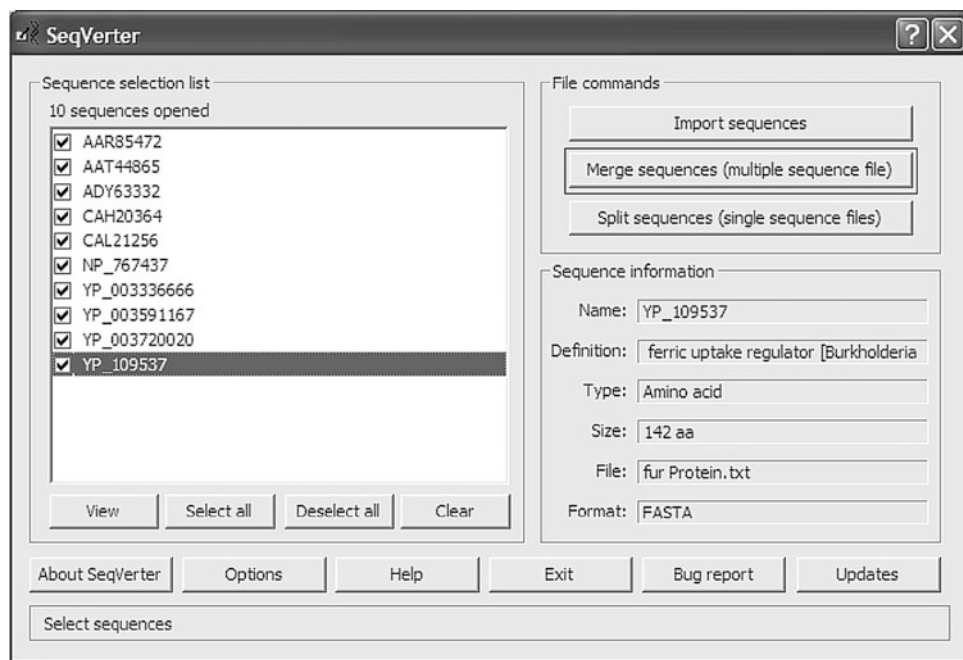 SeqVerter
Sequence selection list
10 sequences opened
AAR85472
AAT44865
ADY63332
CAH20364
CAL21256
NP_767437
YP_003336666
YP_003591167
YP_003720020
YP_109537
View Select all Deselect all Clear
File commands
Import sequences
Merge sequences (multiple sequence file)
Split sequences (single sequence files)
Sequence information
Name: YP_109537
Definition: ferric uptake regulator [Burkholderia
Type: Amino acid
Size: 142 aa
File: fur Protein.txt
Format: FASTA
About SeqVerter Options Help Exit Bug report Updates
Select sequences